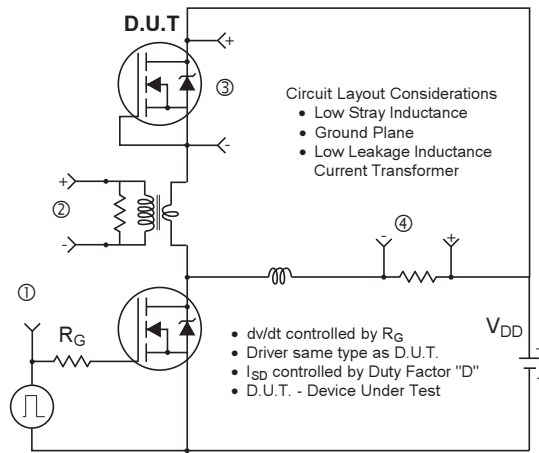 D.U.T
+
③
-
Circuit Layout Considerations
• Low Stray Inductance
• Ground Plane
• Low Leakage Inductance
Current Transformer
+
②
-
④
-
+
①
RG
VDD
+
-
• dv/dt controlled by RG
• Driver same type as D.U.T.
• ISD controlled by Duty Factor "D"
• D.U.T. - Device Under Test